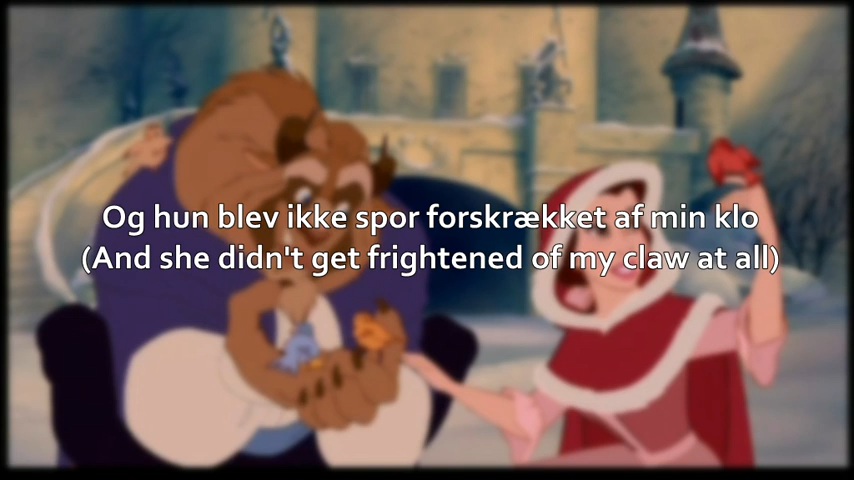 Og hun blev ikke spor forskrækket af min klo
(And she didn't get frightened of my claw at all)